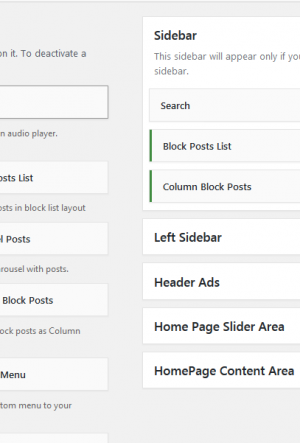 on it. To deactivate a
n audio player.
osts List
osts in block list layout
el Posts
rousel with posts.
Block Posts
ock posts as Column
Menu
tom menu to your
Sidebar
This sidebar will appear only if you
sidebar.
Search
Block Posts List
Column Block Posts
Left Sidebar
Header Ads
Home Page Slider Area
HomePage Content Area